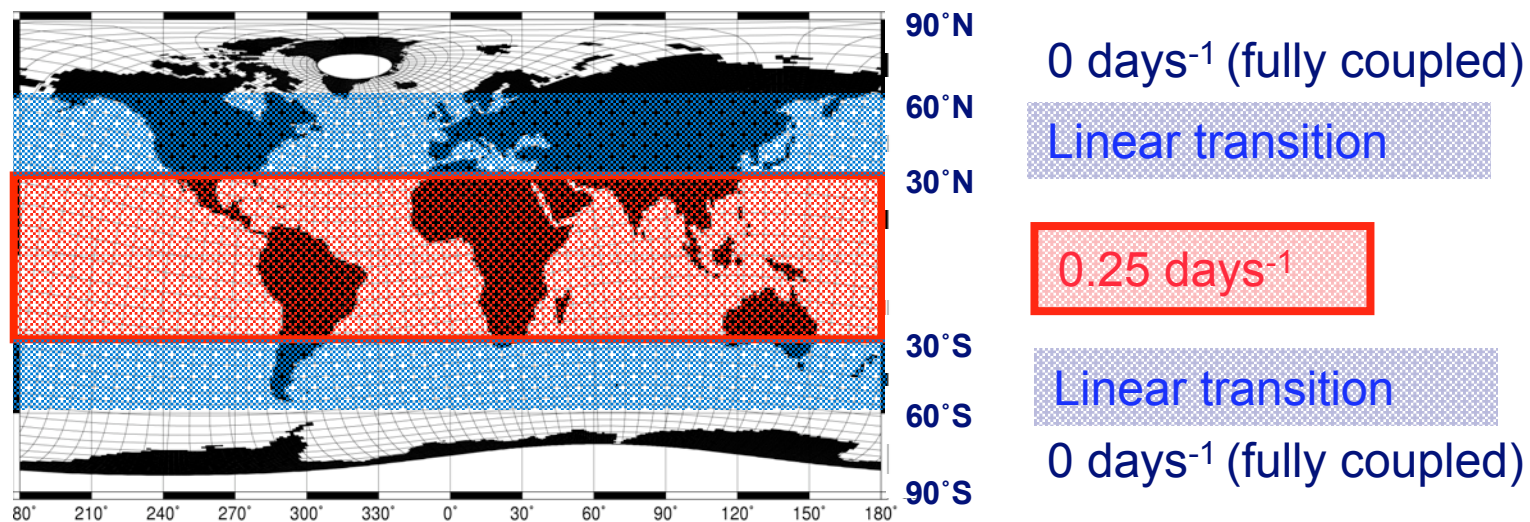 90˚N
0 days-1 (fully coupled)
60˚N
Linear transition
30˚N
0.25 days-1
30˚S
Linear transition
60˚S
0 days-1 (fully coupled)
90˚S
80˚ 210˚ 240˚ 270˚ 300˚ 330˚ 0˚ 30˚ 60˚ 90˚ 120˚ 150˚ 180˚